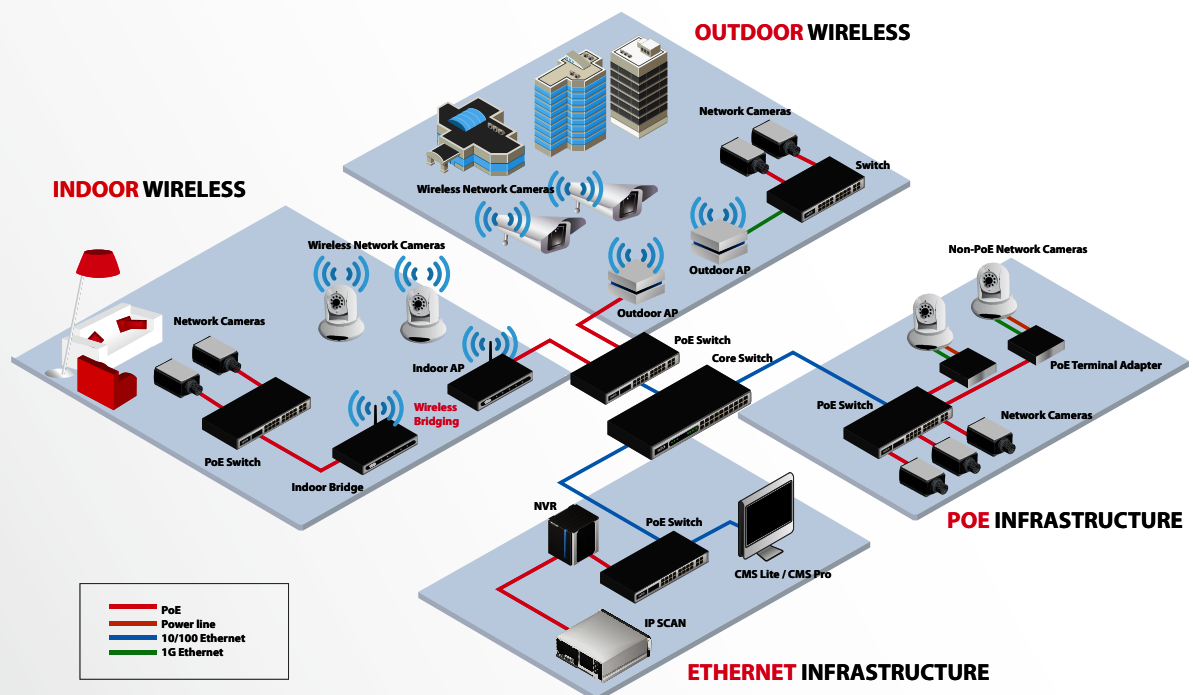 OUTDOOR WIRELESS
Network Cameras
Switch
Wireless Network Cameras
Outdoor AP
Outdoor AP
INDOOR WIRELESS
Wireless Network Cameras
Network Cameras
Indoor AP
Wireless
Bridging
PoE Switch
Indoor Bridge
PoE Switch
Core Switch
Non-PoE Network Cameras
PoE Terminal Adapter
PoE Switch
Network Cameras
POE INFRASTRUCTURE
NVR
PoE Switch
CMS Lite / CMS Pro
IP SCAN
ETHERNET INFRASTRUCTURE
PoE
Power line
10/100 Ethernet
1G Ethernet